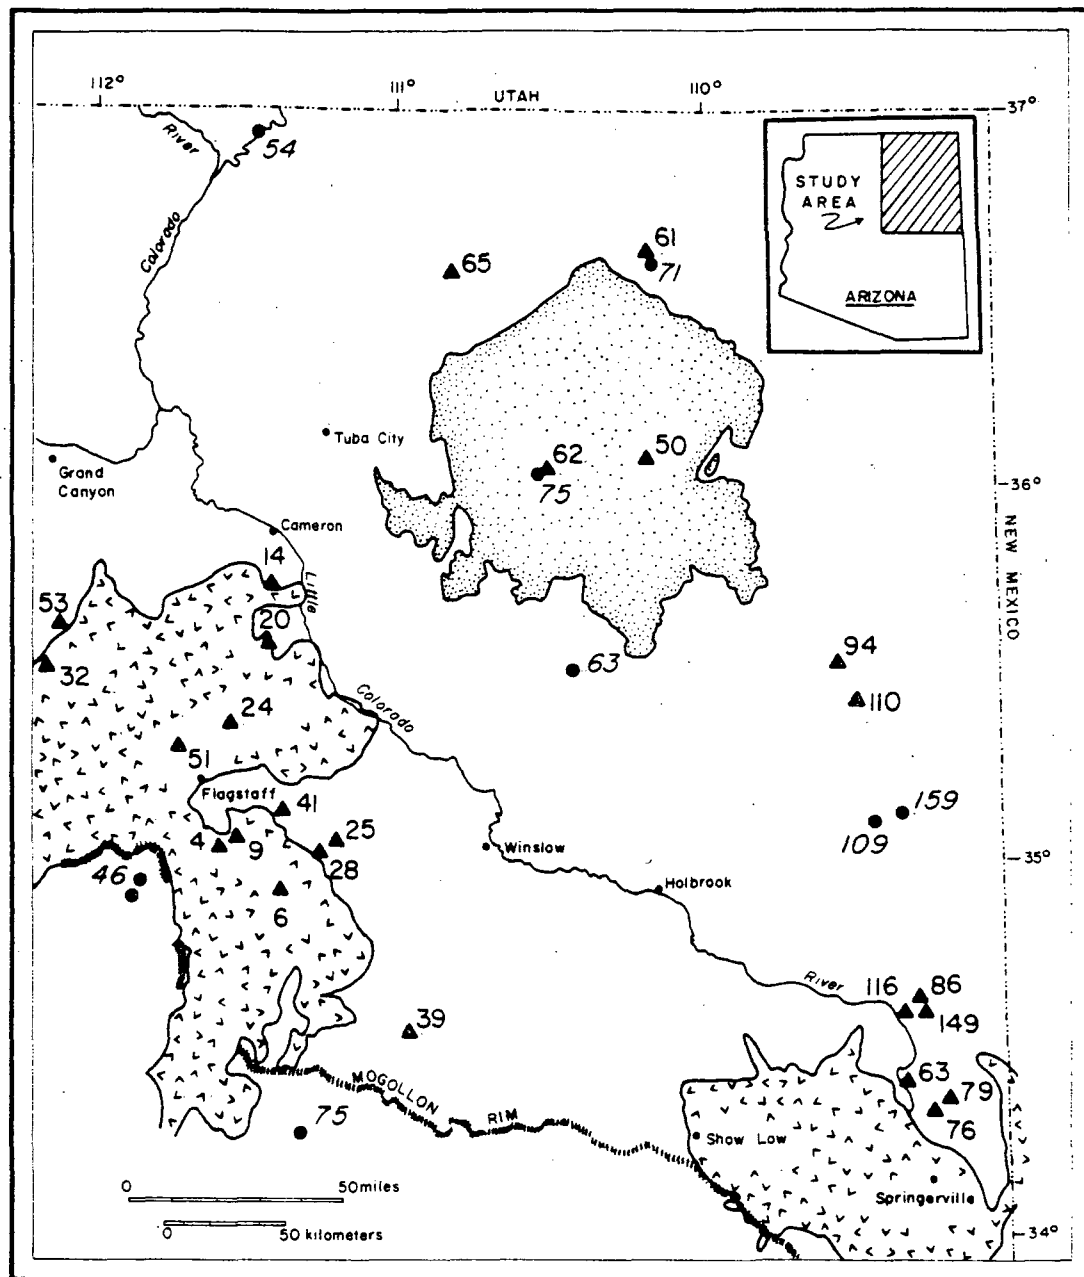 112°
111°
UTAH
110°
37°
River
54
STUDY
AREA
ARIZONA
Colorado
65
61
71
Tuba City
Grand
Canyon
62
75
50
36°
Cameron
14
Little
NEW MEXICO
53
20
32
63
94
110
24
Colorado
51
Flagstaff
41
4
9
25
28
159
109
Winslow
35°
46
6
Holbrook
River
116
86
149
39
63
79
76
MOGOLLON
RIM
75
Show Low
Springerville
0 50 miles
0 50 kilometers
34°